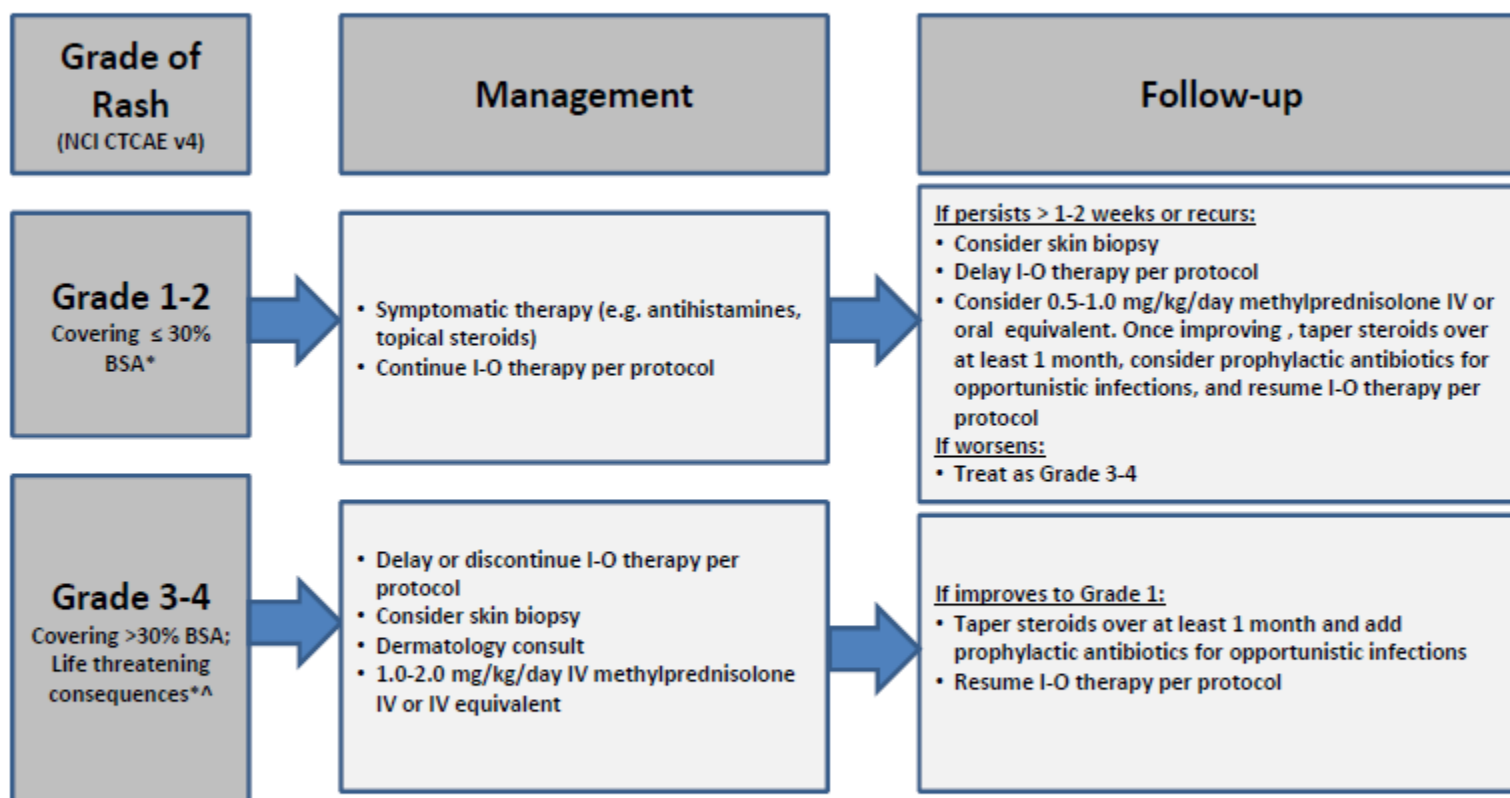 Grade of
Rash
(NCI CTCAE v4)
Management
Follow-up
Grade 1-2
Covering ≤ 30%
BSA*
• Symptomatic therapy (e.g. antihistamines,
topical steroids)
• Continue I-O therapy per protocol
If persists > 1-2 weeks or recurs:
• Consider skin biopsy
• Delay I-O therapy per protocol
• Consider 0.5-1.0 mg/kg/day methylprednisolone IV or
oral equivalent. Once improving , taper steroids over
at least 1 month, consider prophylactic antibiotics for
opportunistic infections, and resume I-O therapy per
protocol
If worsens:
• Treat as Grade 3-4
Grade 3-4
Covering >30% BSA;
Life threatening
consequences*^
• Delay or discontinue I-O therapy per
protocol
• Consider skin biopsy
• Dermatology consult
• 1.0-2.0 mg/kg/day IV methylprednisolone
IV or IV equivalent
If improves to Grade 1:
• Taper steroids over at least 1 month and add
prophylactic antibiotics for opportunistic infections
• Resume I-O therapy per protocol